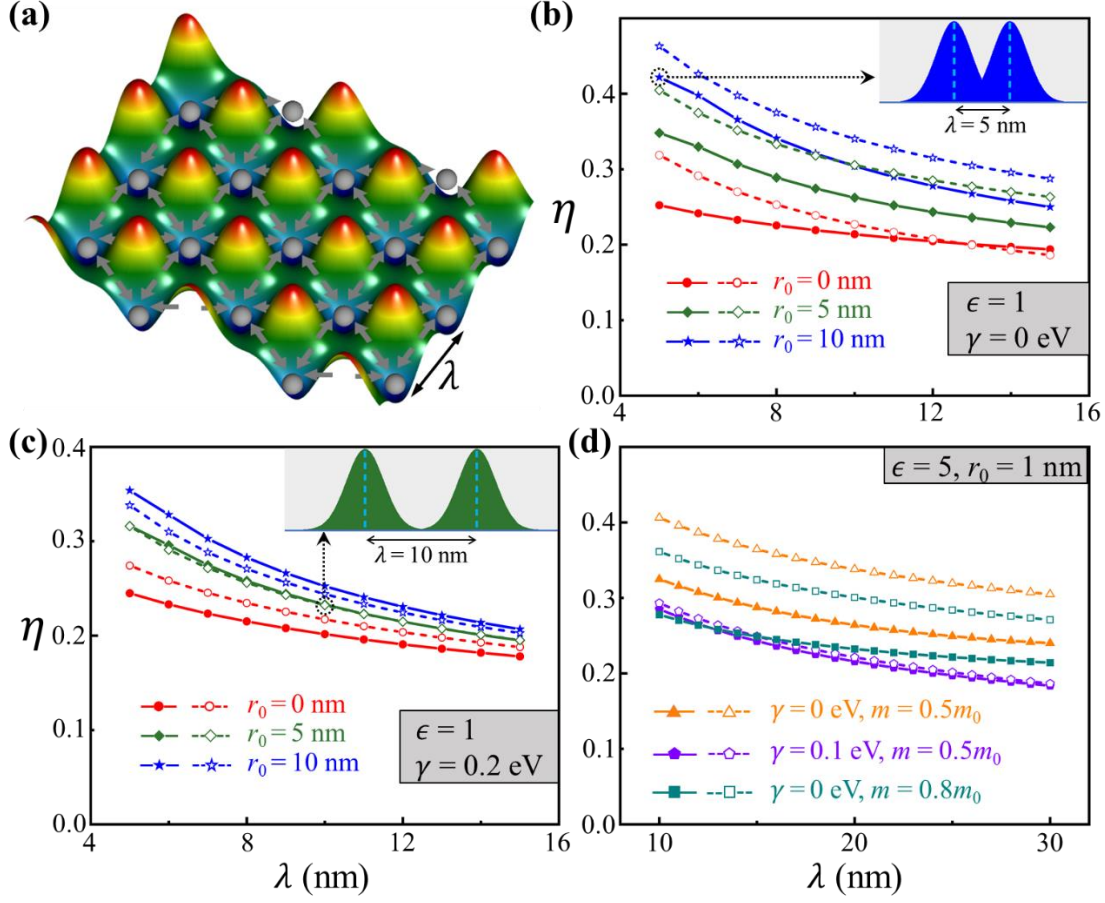 (a)
λ
(b)
η
0.4
0.3
0.2
0.1
0.0
4
8
12
16
λ = 5 nm
r₀ = 0 nm
r₀ = 5 nm
r₀ = 10 nm
ϵ = 1
γ = 0 eV
(c)
η
0.4
0.3
0.2
0.1
0.0
4
8
12
16
λ (nm)
λ = 10 nm
r₀ = 0 nm
r₀ = 5 nm
r₀ = 10 nm
ϵ = 1
γ = 0.2 eV
(d)
0.4
0.3
0.2
0.1
0.0
10
20
30
λ (nm)
ϵ = 5, r₀ = 1 nm
γ = 0 eV, m = 0.5m₀
γ = 0.1 eV, m = 0.5m₀
γ = 0 eV, m = 0.8m₀